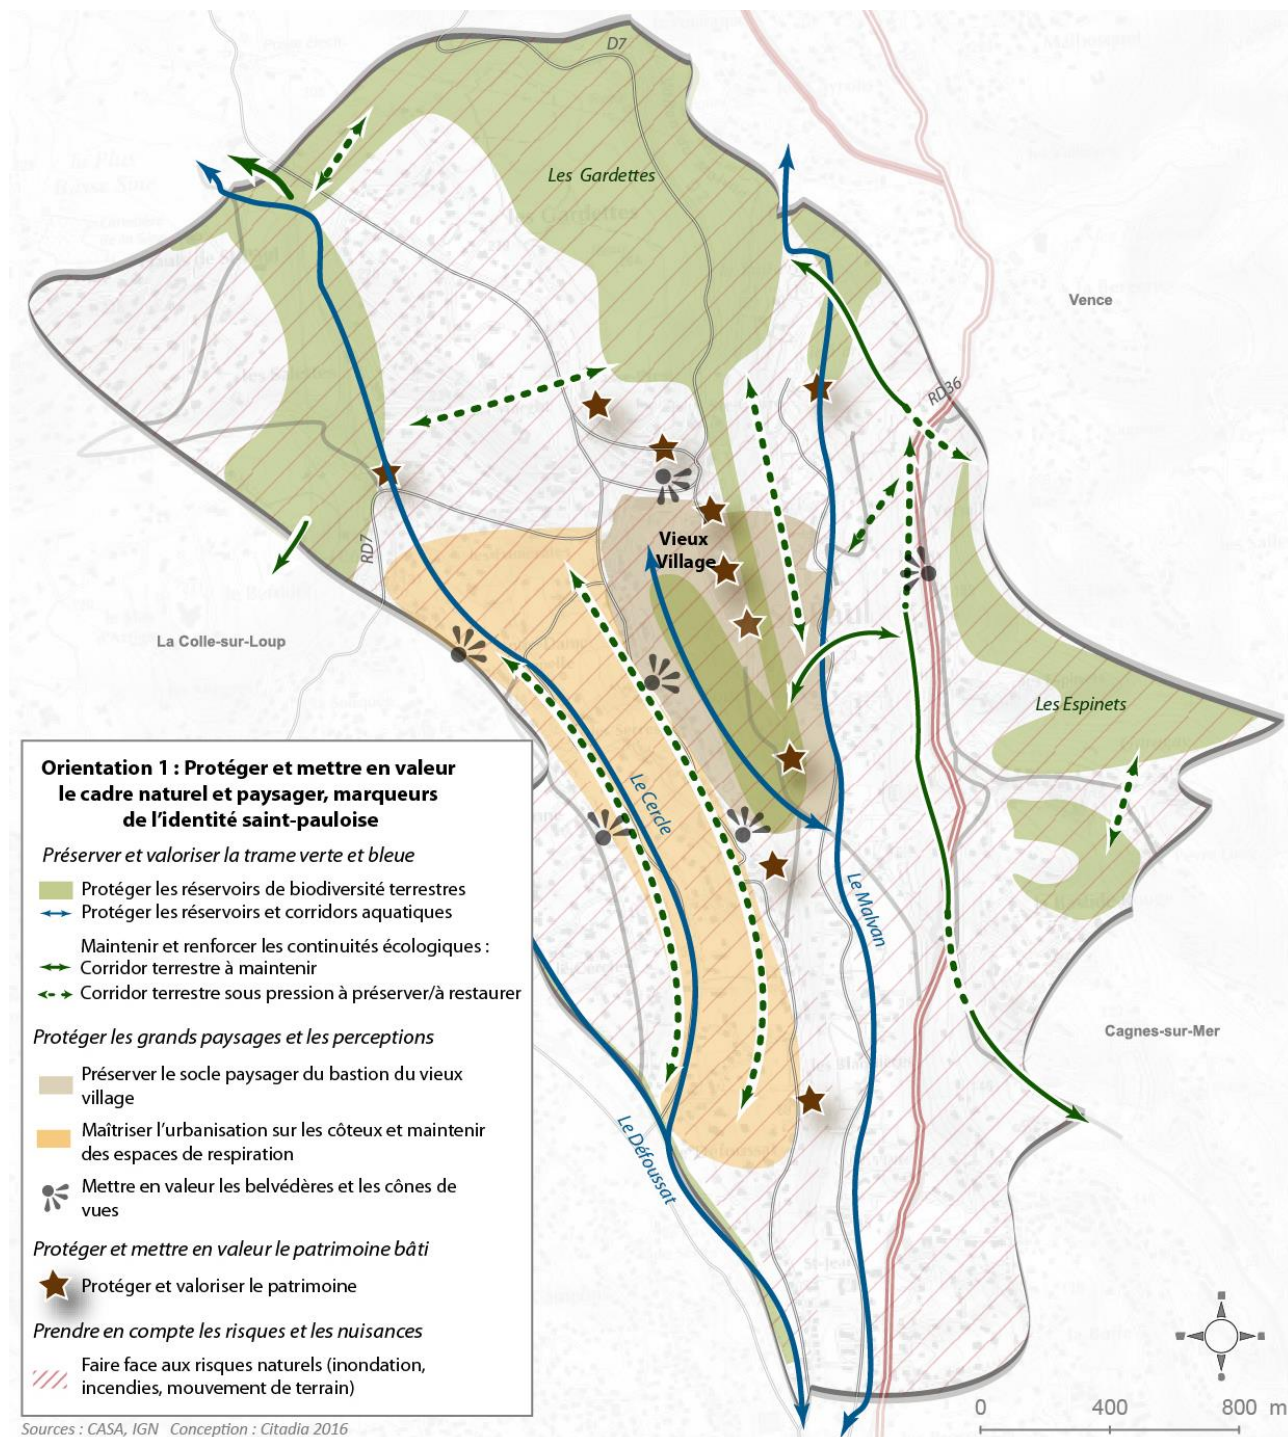 D7
Les Gardettes
Vence
RD36
Vieux
Village
RD7
La Colle-sur-Loup
Les Espinets
Le Cercle
Le Malvan
Cagnes-sur-Mer
Le Défoussat
Orientation 1 : Protéger et mettre en valeur
le cadre naturel et paysager, marqueurs
de l’identité saint-pauloise
Préserver et valoriser la trame verte et bleue
Protéger les réservoirs de biodiversité terrestres
Protéger les réservoirs et corridors aquatiques
Maintenir et renforcer les continuités écologiques :
Corridor terrestre à maintenir
Corridor terrestre sous pression à préserver/à restaurer
Protéger les grands paysages et les perceptions
Préserver le socle paysager du bastion du vieux
village
Maîtriser l’urbanisation sur les côteux et maintenir
des espaces de respiration
Mettre en valeur les belvédères et les cônes de
vues
Protéger et mettre en valeur le patrimoine bâti
Protéger et valoriser le patrimoine
Prendre en compte les risques et les nuisances
Faire face aux risques naturels (inondation,
incendies, mouvement de terrain)
0 400 800 m
Sources : CASA, IGN Conception : Citadia 2016